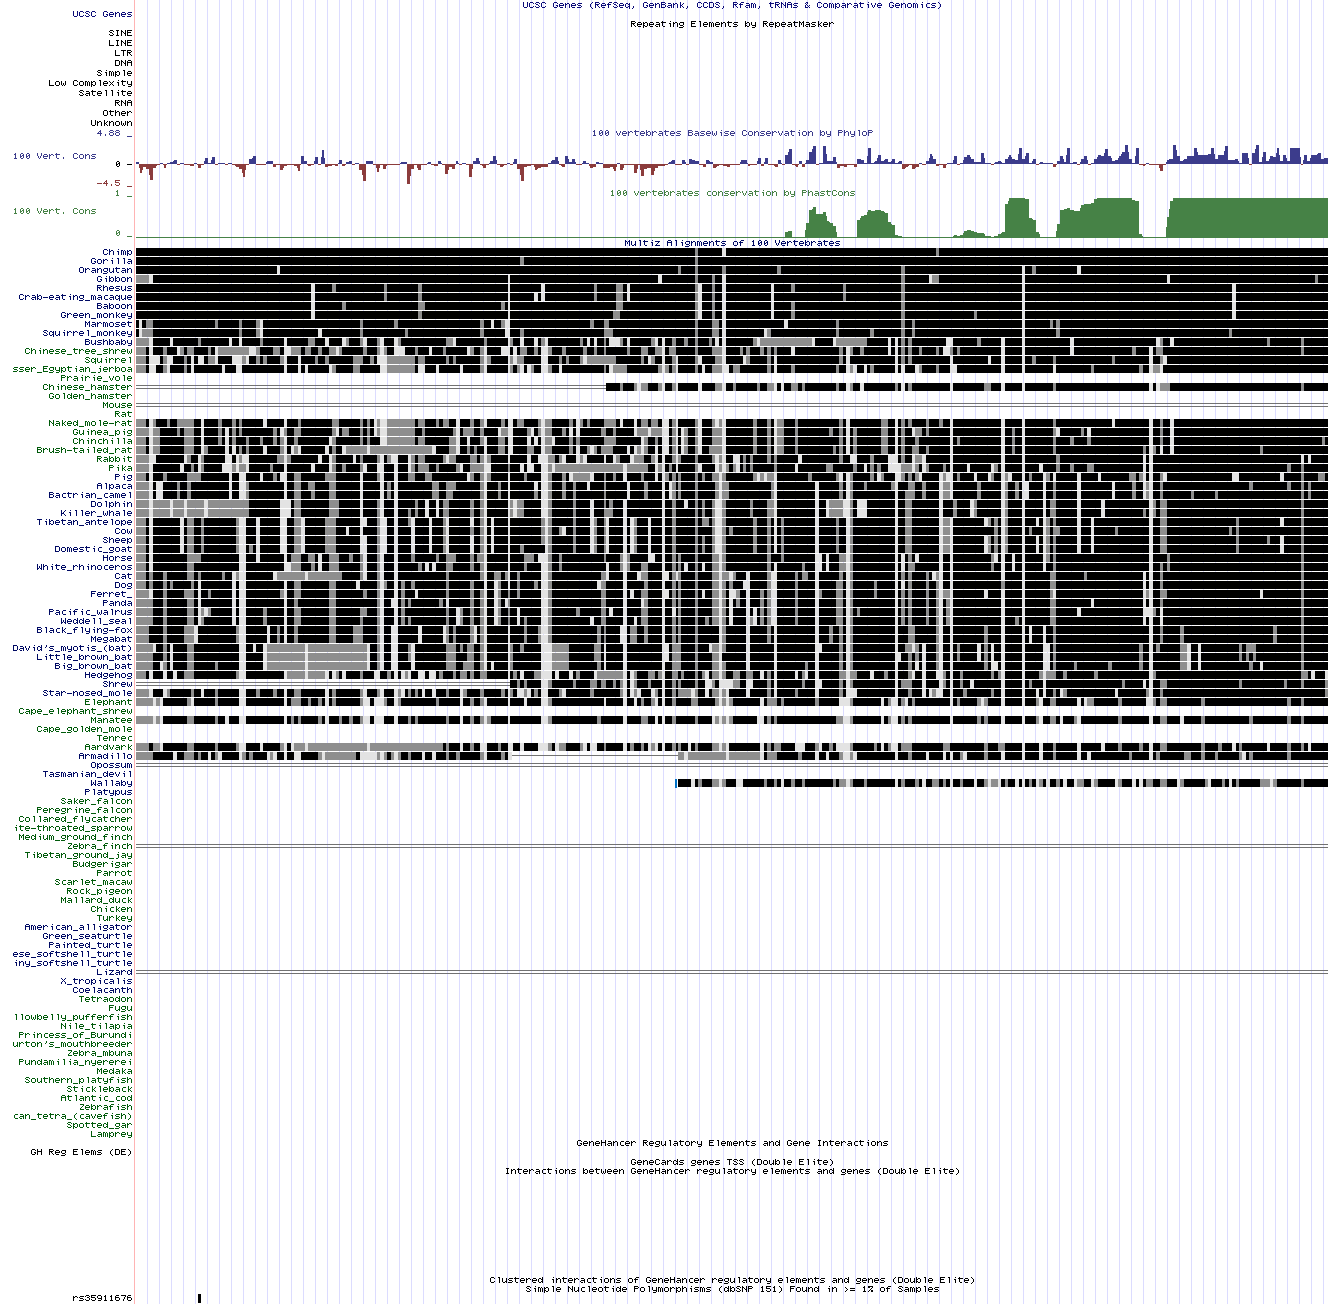 UCSC Genes (RefSeq, GenBank, CCDS, Rfam, tRNAs & Comparative Genomics)
UCSC Genes
Repeating Elements by RepeatMasker
SINE
LINE
LTR
DNA
Simple
Low Complexity
Satellite
RNA
Other
Unknown
4.88 _
100 vertebrates Basewise Conservation by PhyloP
100 Vert. Cons
0 -
-4.5 _
1 _
100 vertebrates conservation by PhastCons
100 Vert. Cons
0 _
Multiz Alignments of 100 Vertebrates
Chimp
Gorilla
Orangutan
Gibbon
Rhesus
Crab-eating_macaque
Baboon
Green_monkey
Marmoset
Squirrel_monkey
Bushbaby
Chinese_tree_shrew
Squirrel
sser_Egyptian_jerboa
Prairie_vole
Chinese_hamster
Golden_hamster
Mouse
Rat
Naked_mole-rat
Guinea_pig
Chinchilla
Brush-tailed_rat
Rabbit
Pika
Pig
Alpaca
Bactrian_camel
Dolphin
Killer_whale
Tibetan_antelope
Cow
Sheep
Domestic_goat
Horse
White_rhinoceros
Cat
Dog
Ferret_
Panda
Pacific_walrus
Weddell_seal
Black_flying-fox
Megabat
David's_myotis_(bat)
Little_brown_bat
Big_brown_bat
Hedgehog
Shrew
Star-nosed_mole
Elephant
Cape_elephant_shrew
Manatee
Cape_golden_mole
Tenrec
Aardvark
Armadillo
Opossum
Tasmanian_devil
Wallaby
Platypus
Saker_falcon
Peregrine_falcon
Collared_flycatcher
ite-throated_sparrow
Medium_ground_finch
Zebra_finch
Tibetan_ground_jay
Budgerigar
Parrot
Scarlet_macaw
Rock_pigeon
Mallard_duck
Chicken
Turkey
American_alligator
Green_seaturtle
Painted_turtle
ese_softshell_turtle
iny_softshell_turtle
Lizard
X_tropicalis
Coelacanth
Tetraodon
Fugu
llowbelly_pufferfish
Nile_tilapia
Princess_of_Burundi
urton's_mouthbreeder
Zebra_mbuna
Pundamilia_nyererei
Medaka
Southern_platyfish
Stickleback
Atlantic_cod
Zebrafish
can_tetra_(cavefish)
Spotted_gar
Lamprey
GeneHancer Regulatory Elements and Gene Interactions
GH Reg Elems (DE)
GeneCards genes TSS (Double Elite)
Interactions between GeneHancer regulatory elements and genes (Double Elite)
Clustered interactions of GeneHancer regulatory elements and genes (Double Elite)
Simple Nucleotide Polymorphisms (dbSNP 151) Found in >= 1% of Samples
rs35911676